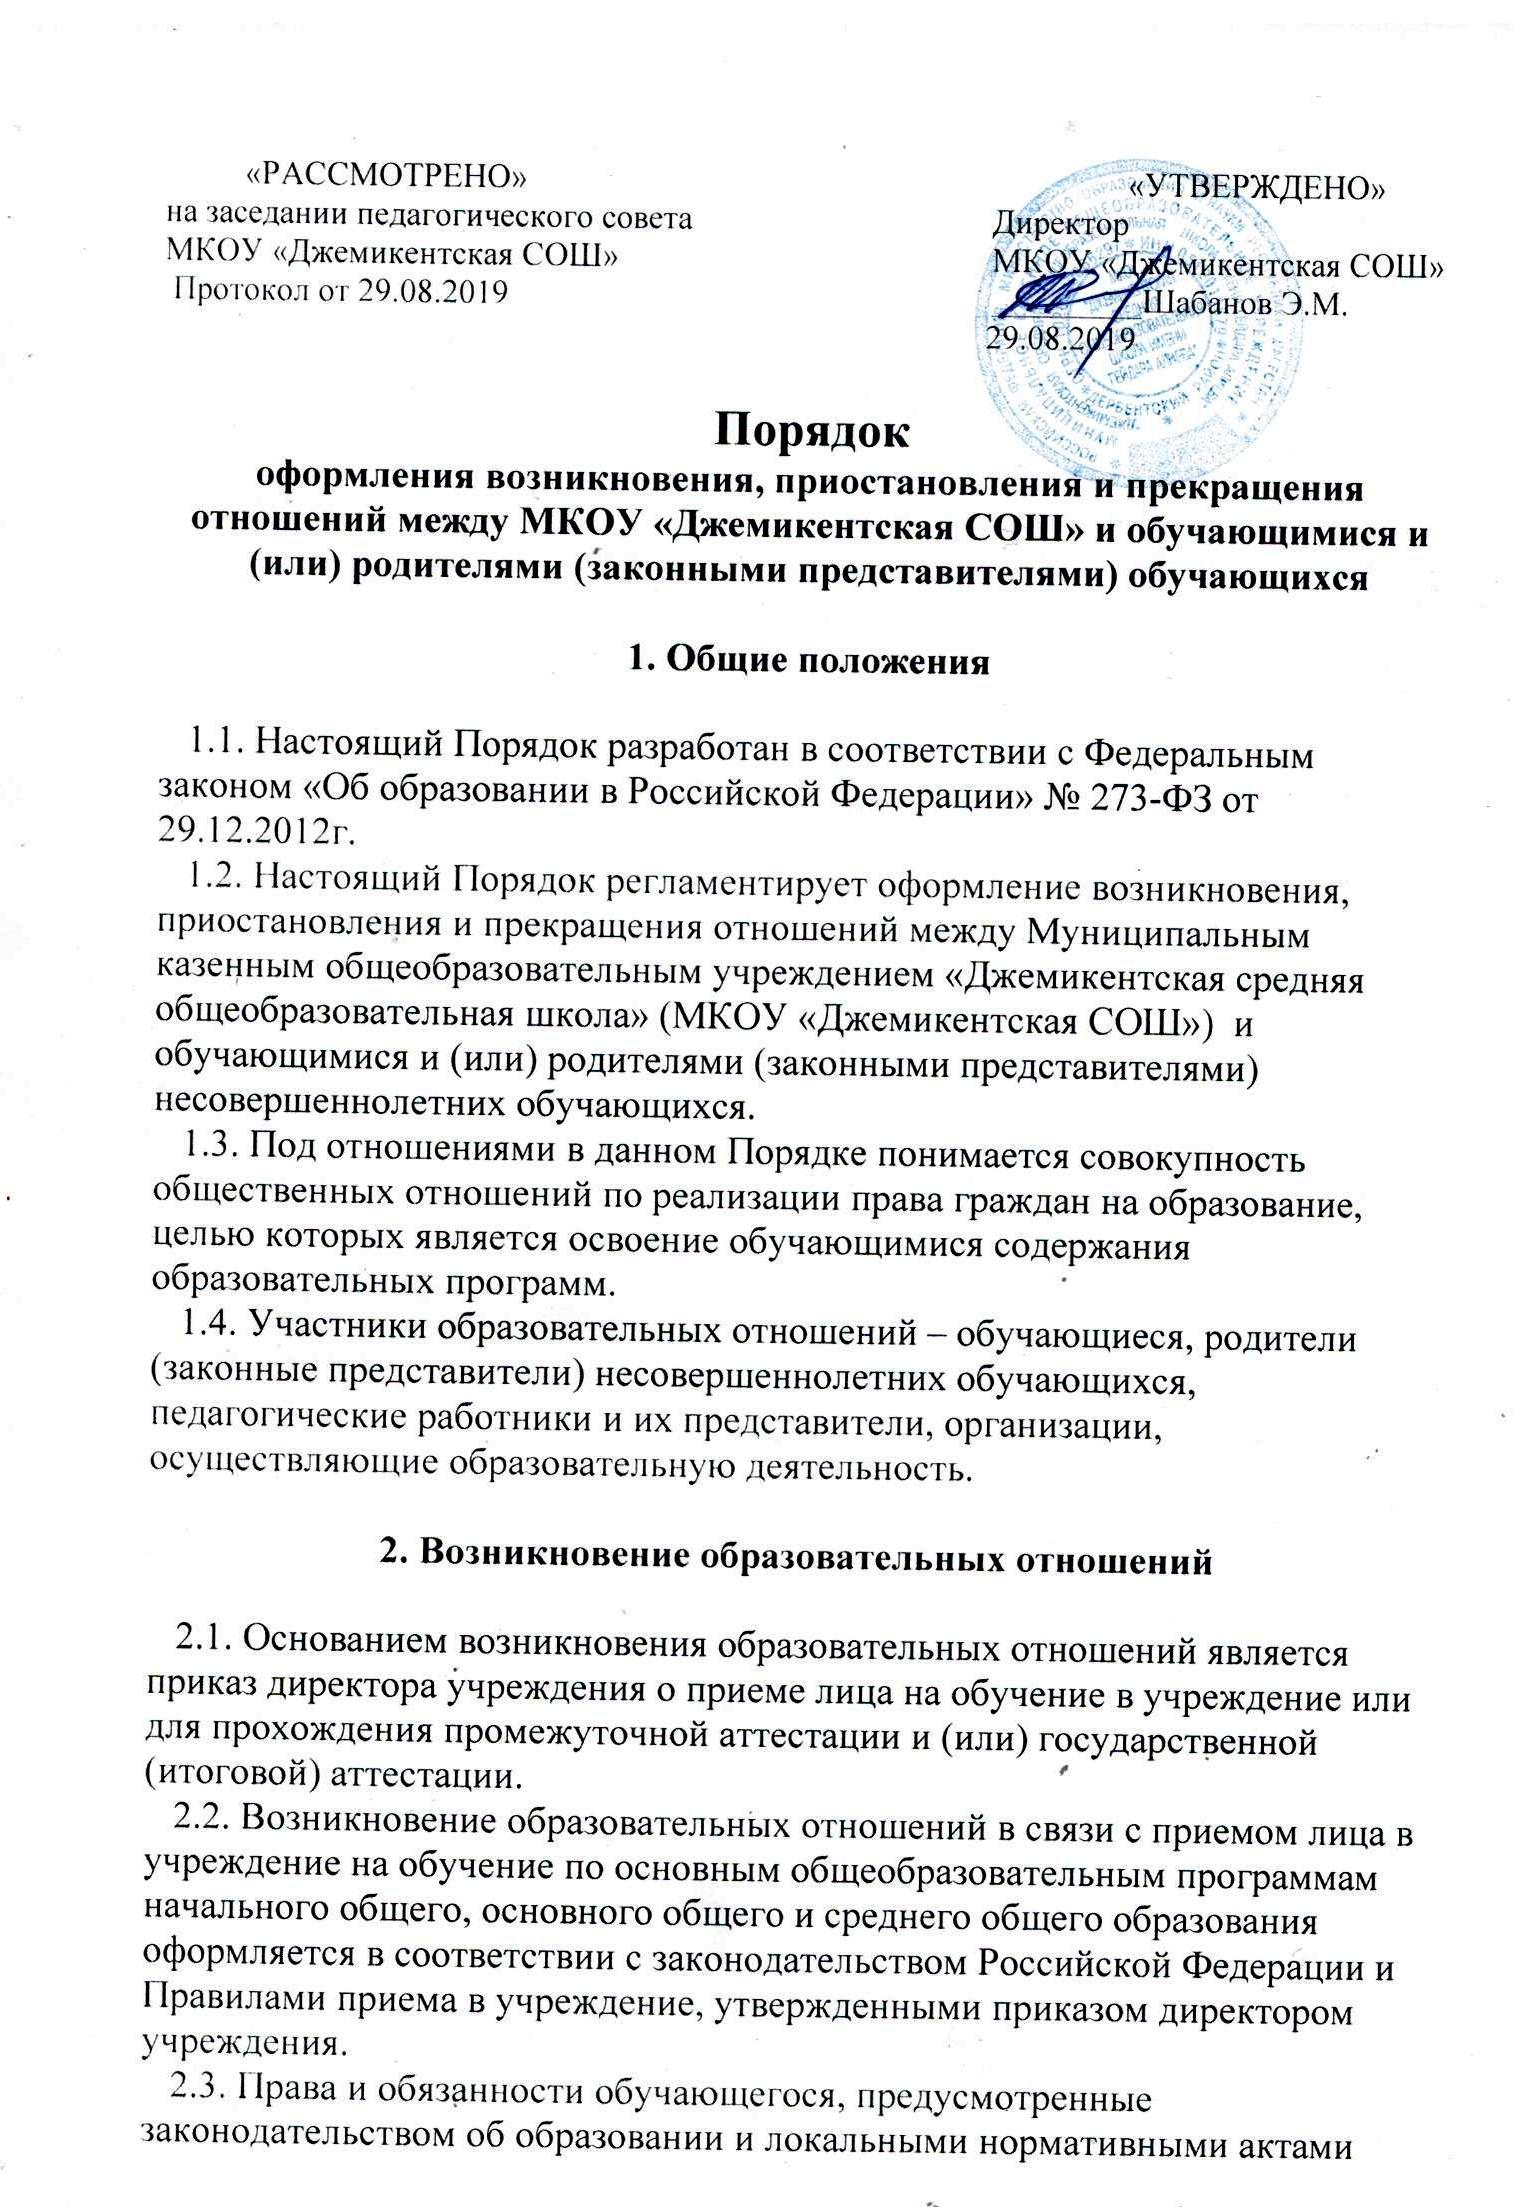 «РАССМОТРЕНО»
на заседании педагогического совета
МКОУ «Джемикентская СОШ»
Протокол от 29.08.2019
«УТВЕРЖДЕНО»
Директор
МКОУ «Джемикентская СОШ»
Шабанов Э.М.
29.08.2019
Порядок
оформления возникновения, приостановления и прекращения
отношений между МКОУ «Джемикентская СОШ» и обучающимися и
(или) родителями (законными представителями) обучающихся
1. Общие положения
1.1. Настоящий Порядок разработан в соответствии с Федеральным
законом «Об образовании в Российской Федерации» № 273-ФЗ от
29.12.2012г.
1.2. Настоящий Порядок регламентирует оформление возникновения,
приостановления и прекращения отношений между Муниципальным
казенным общеобразовательным учреждением «Джемикентская средняя
общеобразовательная школа» (МКОУ «Джемикентская СОШ») и
обучающимися и (или) родителями (законными представителями)
несовершеннолетних обучающихся.
1.3. Под отношениями в данном Порядке понимается совокупность
общественных отношений по реализации права граждан на образование,
целью которых является освоение обучающимися содержания
образовательных программ.
1.4. Участники образовательных отношений – обучающиеся, родители
(законные представители) несовершеннолетних обучающихся,
педагогические работники и их представители, организации,
осуществляющие образовательную деятельность.
2. Возникновение образовательных отношений
2.1. Основанием возникновения образовательных отношений является
приказ директора учреждения о приеме лица на обучение в учреждение или
для прохождения промежуточной аттестации и (или) государственной
(итоговой) аттестации.
2.2. Возникновение образовательных отношений в связи с приемом лица в
учреждение на обучение по основным общеобразовательным программам
начального общего, основного общего и среднего общего образования
оформляется в соответствии с законодательством Российской Федерации и
Правилами приема в учреждение, утвержденными приказом директором
учреждения.
2.3. Права и обязанности обучающегося, предусмотренные
законодательством об образовании и локальными нормативными актами